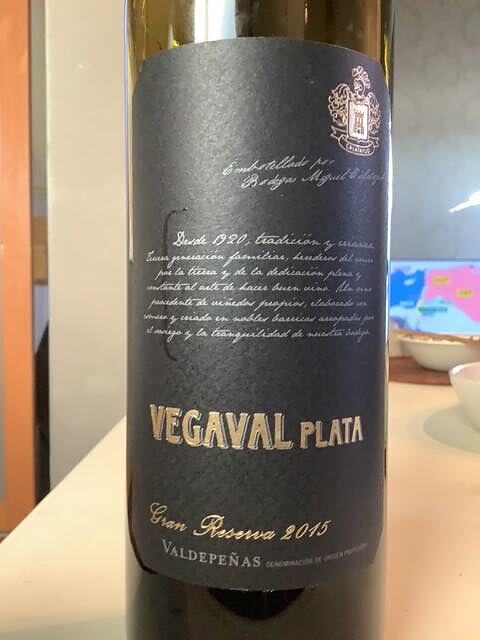 Embotellado por
Bodegas Miguel Calatayud
Desde 1920, tradición y crianza
Tercera generación familiar, herederos del amor
por la tierra y de la dedicación plena y
constante al arte de hacer buen vino. Un vino
procedente de viñedos propios, elaborado con
esmero y criado en nobles barricas arropadas por
el sosiego y la tranquilidad de nuestra bodega.
VEGAVAL PLATA
Gran Reserva 2015
VALDEPEÑAS DENOMINACIÓN DE ORIGEN